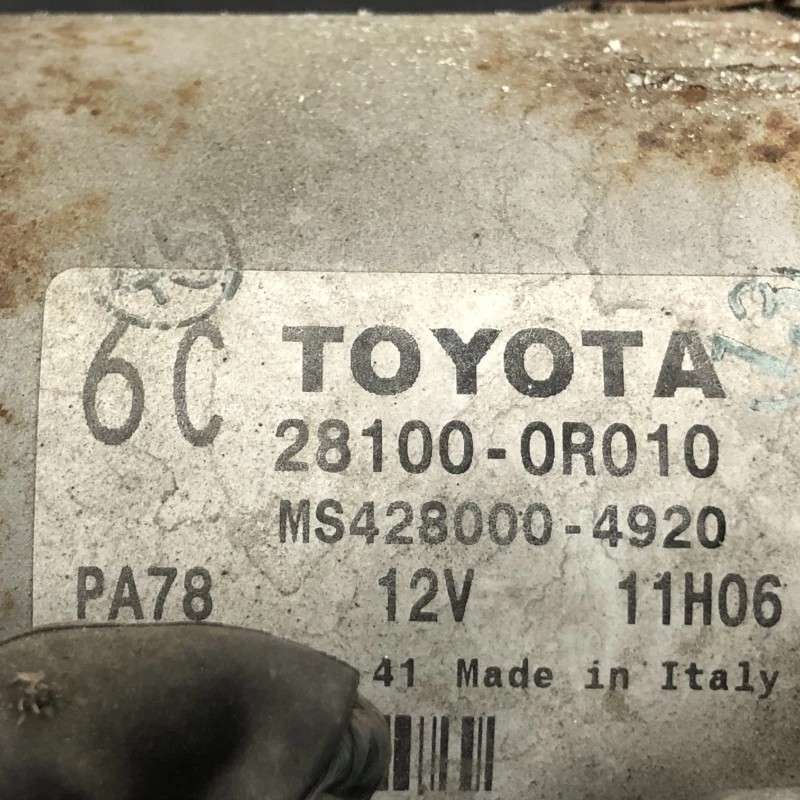 6C TOYOTA
28100-0R010
MS428000-4920
PA78 12V 11H06
41 Made in Italy